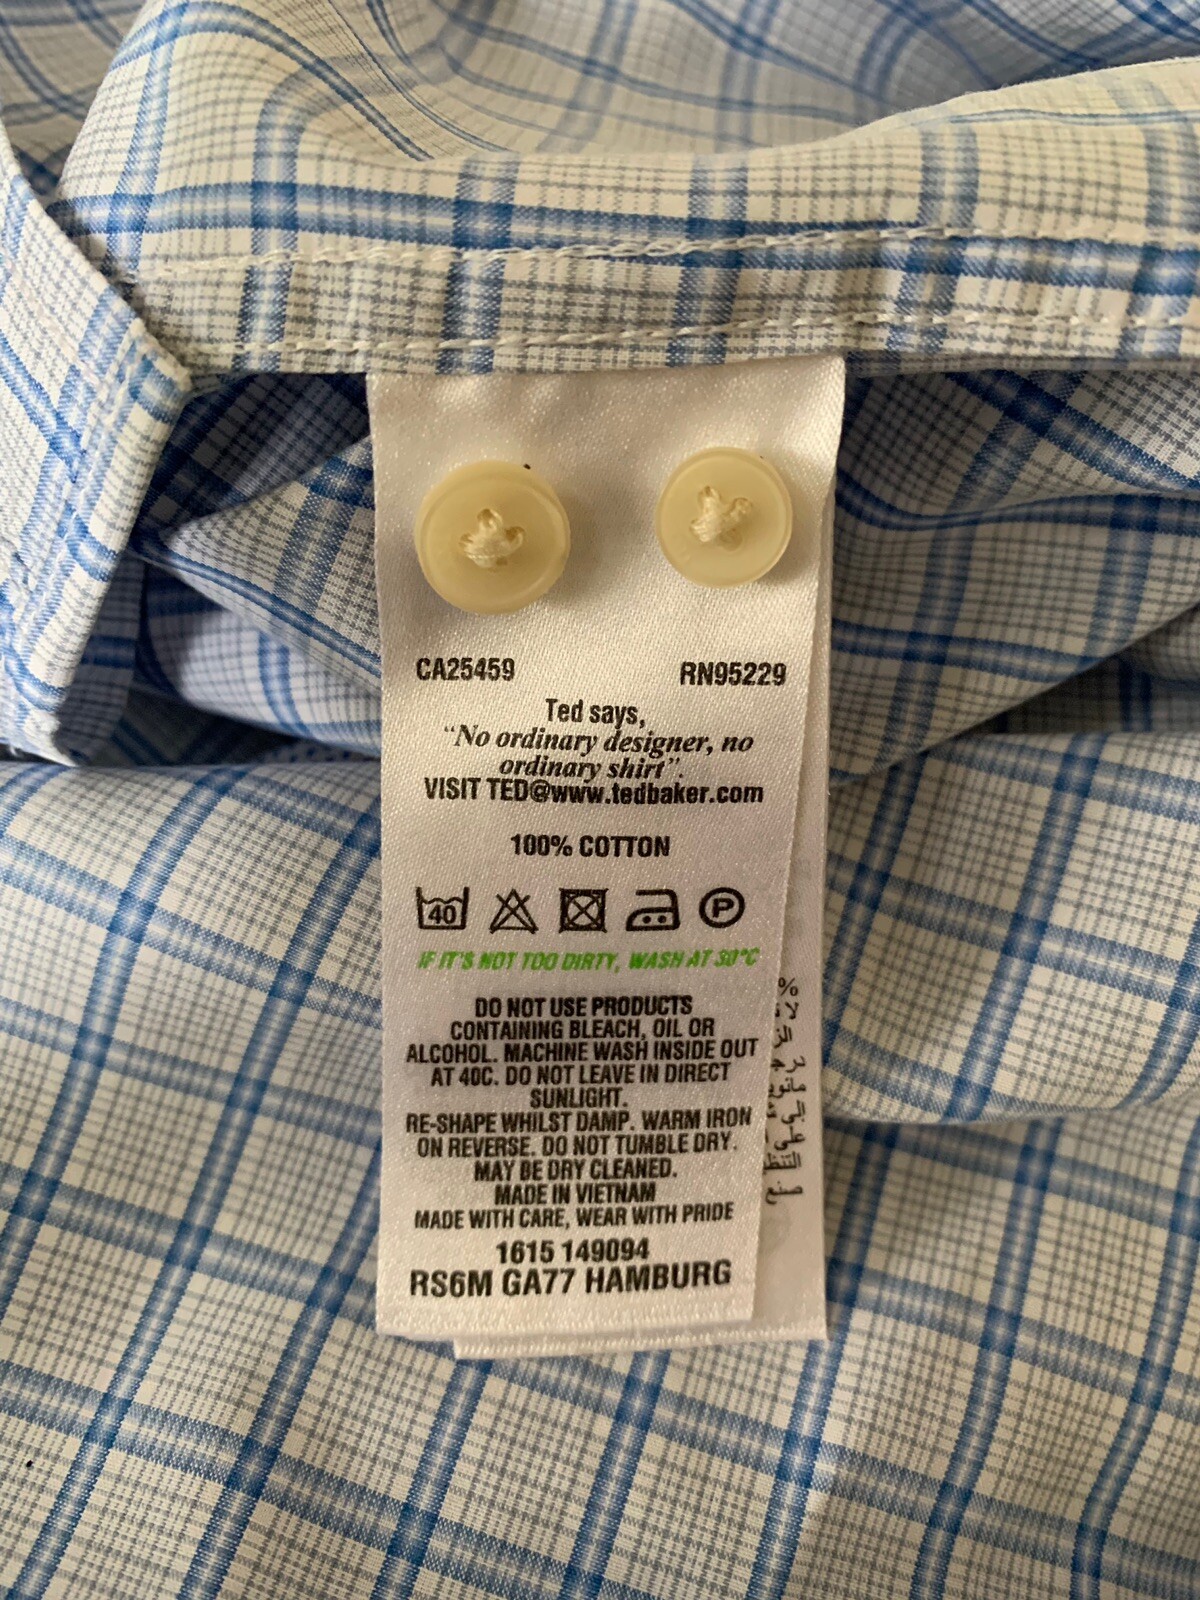 CA25459 RN95229
Ted says,
"No ordinary designer, no
ordinary shirt".
VISIT TED@www.tedbaker.com
100% COTTON
40 P
IF IT'S NOT TOO DIRTY, WASH AT 30°C
DO NOT USE PRODUCTS
CONTAINING BLEACH, OIL OR
ALCOHOL. MACHINE WASH INSIDE OUT
AT 40C. DO NOT LEAVE IN DIRECT
SUNLIGHT.
RE-SHAPE WHILST DAMP. WARM IRON
ON REVERSE. DO NOT TUMBLE DRY.
MAY BE DRY CLEANED.
MADE IN VIETNAM
MADE WITH CARE, WEAR WITH PRIDE
1615 149094
RS6M GA77 HAMBURG
%